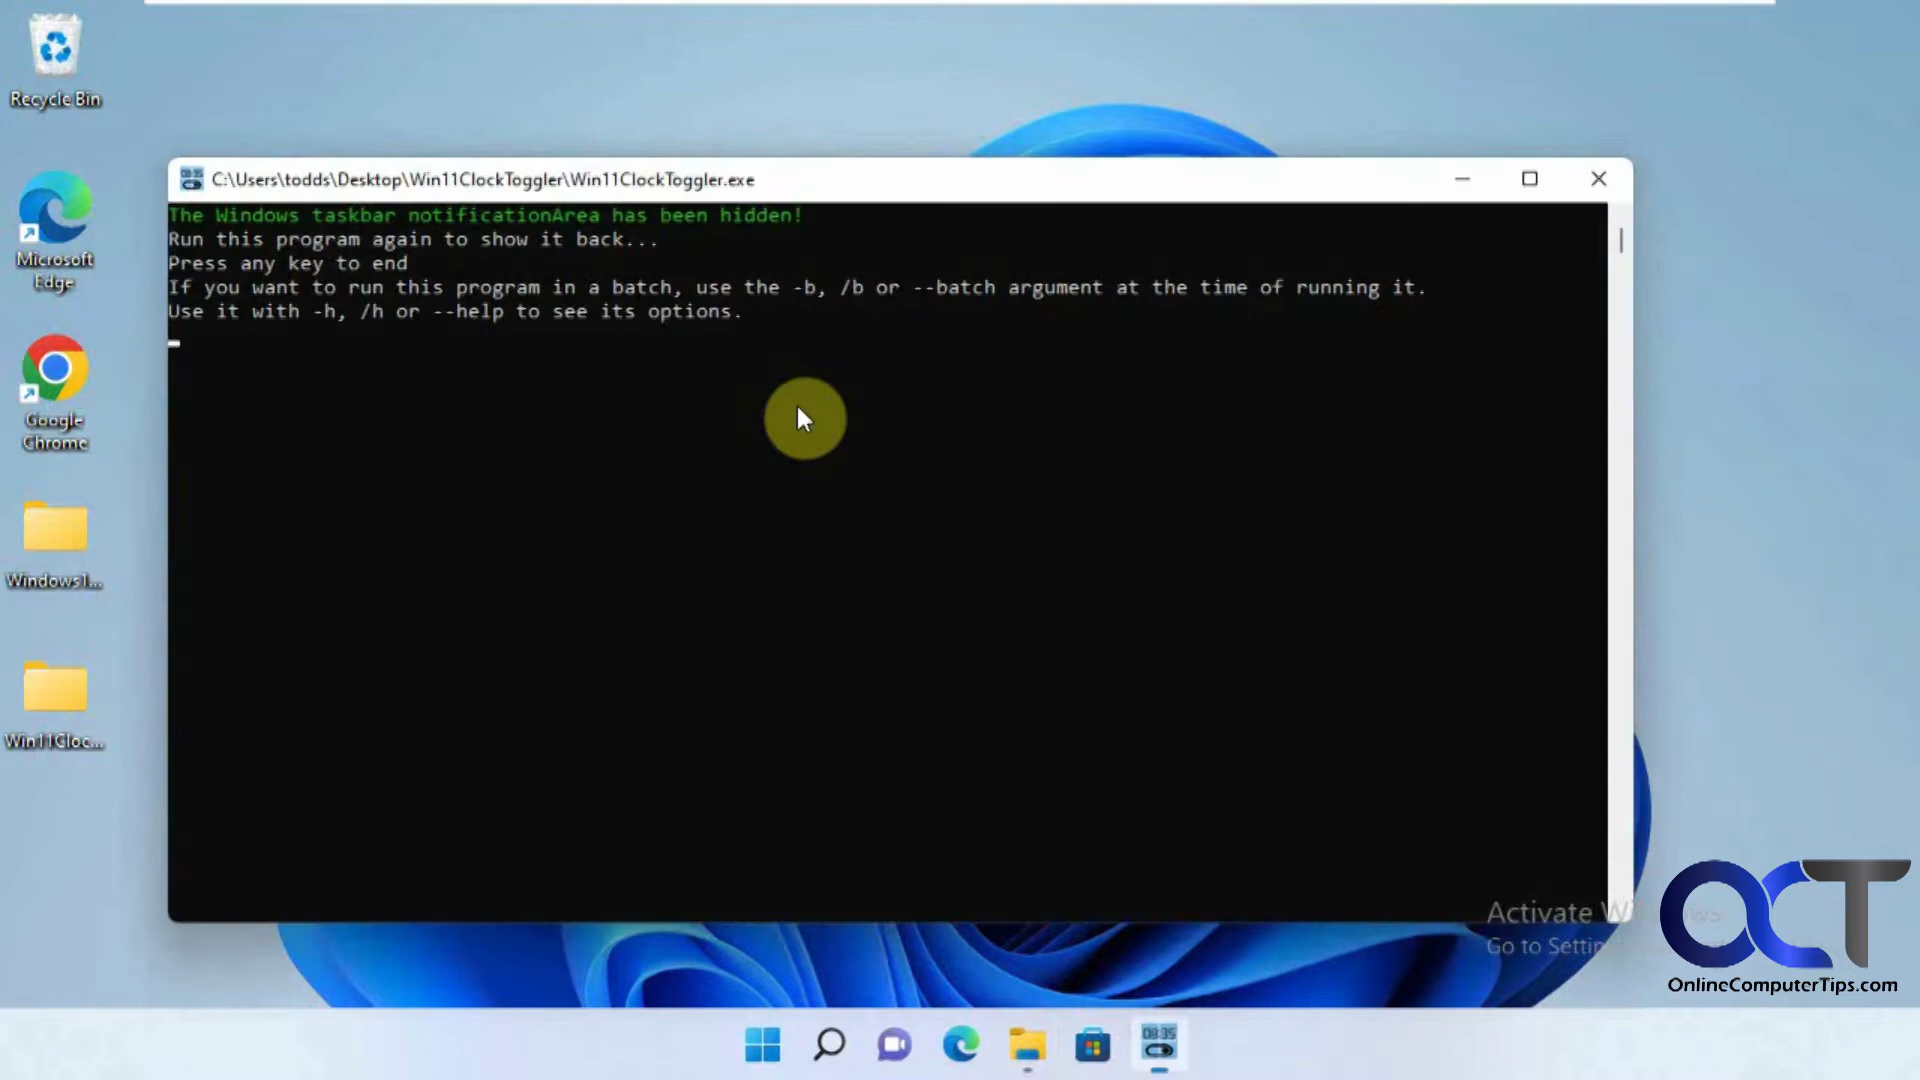 Recycle Bin
Microsoft
Edge
Google
Chrome
Windows1...
Win11Cloc...
C:\Users\todds\Desktop\Win11ClockToggler\Win11ClockToggler.exe
The Windows taskbar notificationArea has been hidden!
Run this program again to show it back...
Press any key to end
If you want to run this program in a batch, use the -b, /b or --batch argument at the time of running it.
Use it with -h, /h or --help to see its options.
Activate W
Go to Settin
OCT
OnlineComputerTips.com
08:35